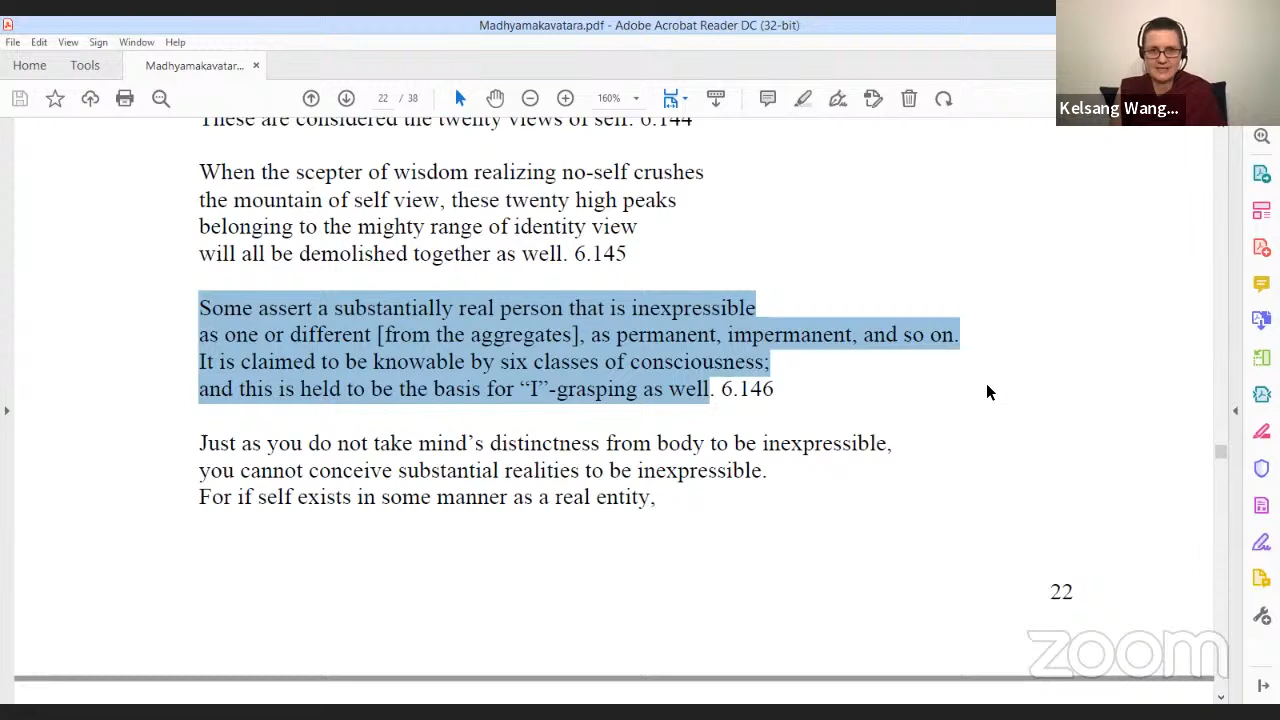 Madhyamakavatara.pdf - Adobe Acrobat Reader DC (32-bit)
File Edit View Sign Window Help
Home Tools Madhyamakavatar... ×
22 / 38 160%
Kelsang Wang...
These are considered the twenty views of self. 6.144
When the scepter of wisdom realizing no-self crushes
the mountain of self view, these twenty high peaks
belonging to the mighty range of identity view
will all be demolished together as well. 6.145
Some assert a substantially real person that is inexpressible
as one or different [from the aggregates], as permanent, impermanent, and so on.
It is claimed to be knowable by six classes of consciousness;
and this is held to be the basis for “I”-grasping as well. 6.146
Just as you do not take mind’s distinctness from body to be inexpressible,
you cannot conceive substantial realities to be inexpressible.
For if self exists in some manner as a real entity,
22
zoom